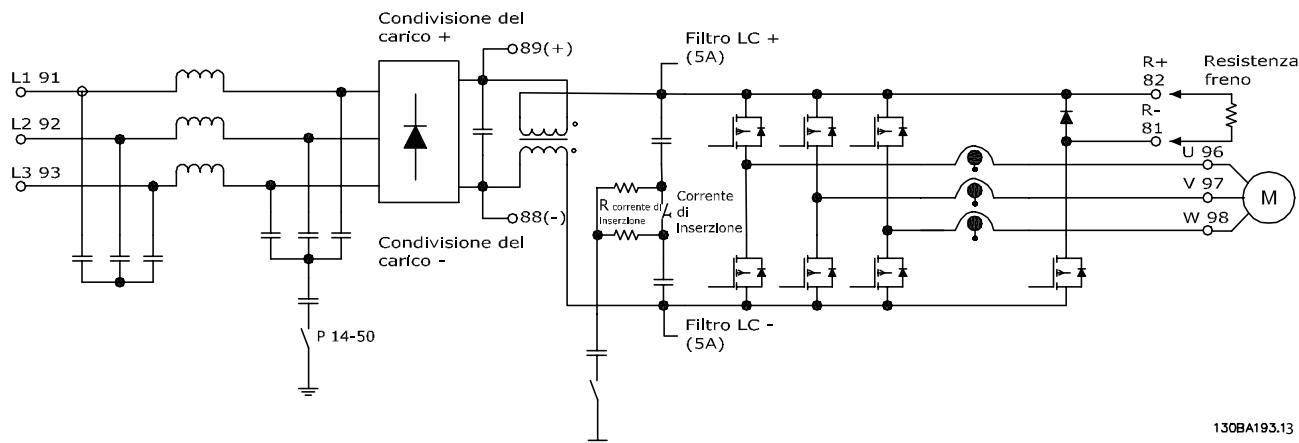 Condivisione del
carico +
89(+)
Filtro LC +
(5A)
R+
82
Resistenza
freno
L1 91
L2 92
L3 93
R-
81
U 96
V 97
W 98
M
R corrente di
Inserzione
Corrente
di
Inserzione
88(-)
Condivisione del
carico -
P 14-50
Filtro LC -
(5A)
130BA193.13